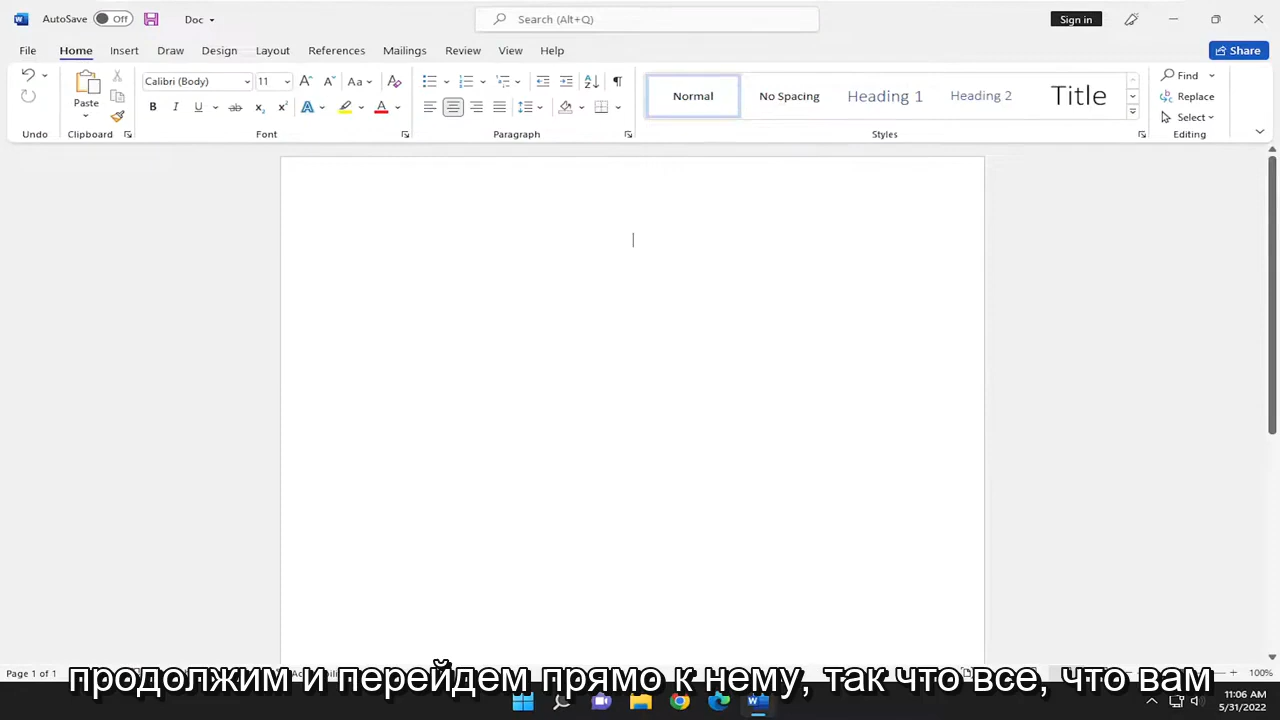 AutoSave Off Doc Search (Alt+Q) Sign in
File Home Insert Draw Design Layout References Mailings Review View Help Share
Calibri (Body) 11 Aa Find
Paste B I U ab x₂ x² A A Normal No Spacing Heading 1 Heading 2 Title Replace
Select
Undo Clipboard Font Paragraph Styles Editing
Page 1 of 1 100%
продолжим и перейдем прямо к нему, так что все, что вам
11:06 AM
5/31/2022